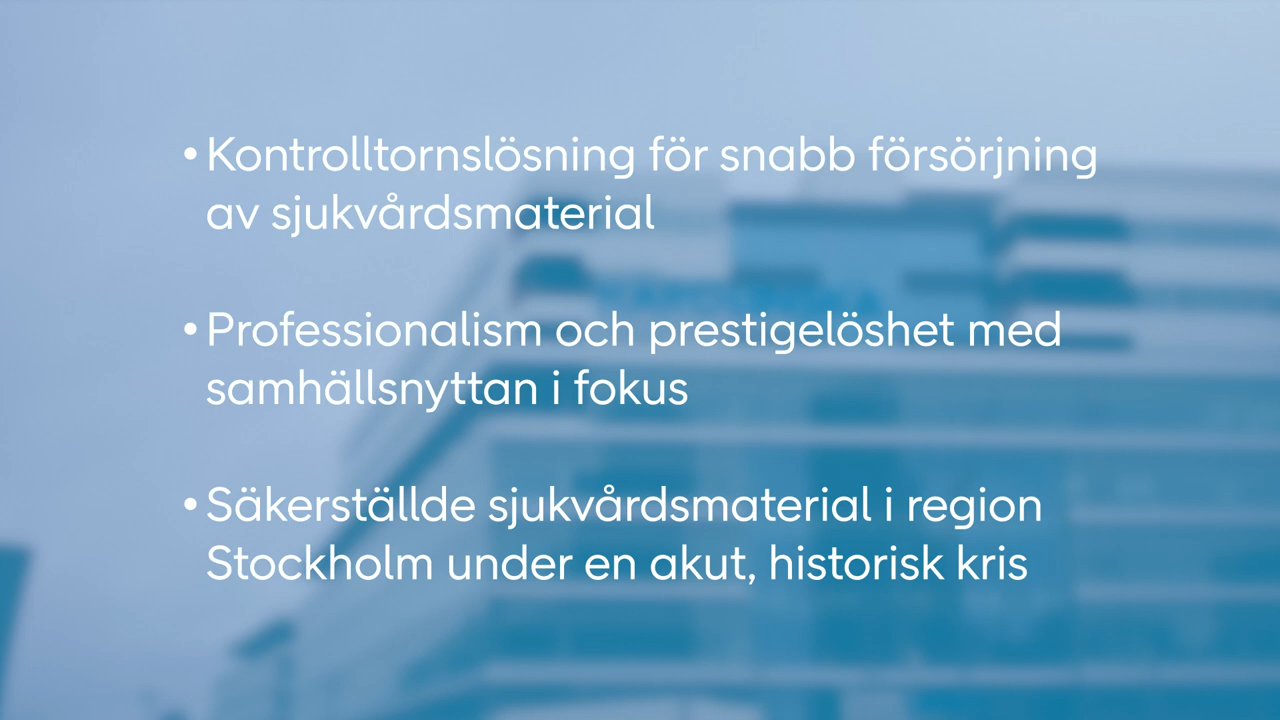 • Kontrolltornslösning för snabb försörjning
av sjukvårdsmaterial
• Professionalism och prestigelöshet med
samhällsnyttan i fokus
• Säkerställde sjukvårdsmaterial i region
Stockholm under en akut, historisk kris